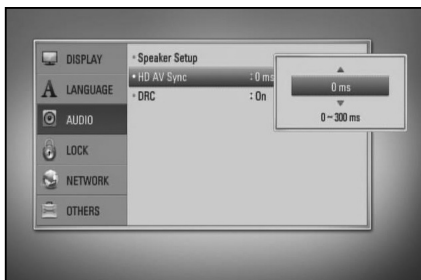 DISPLAY
LANGUAGE
AUDIO
LOCK
NETWORK
OTHERS
• Speaker Setup
• HD AV Sync : 0 ms
• DRC : On
0 ms
0 ~ 300 ms